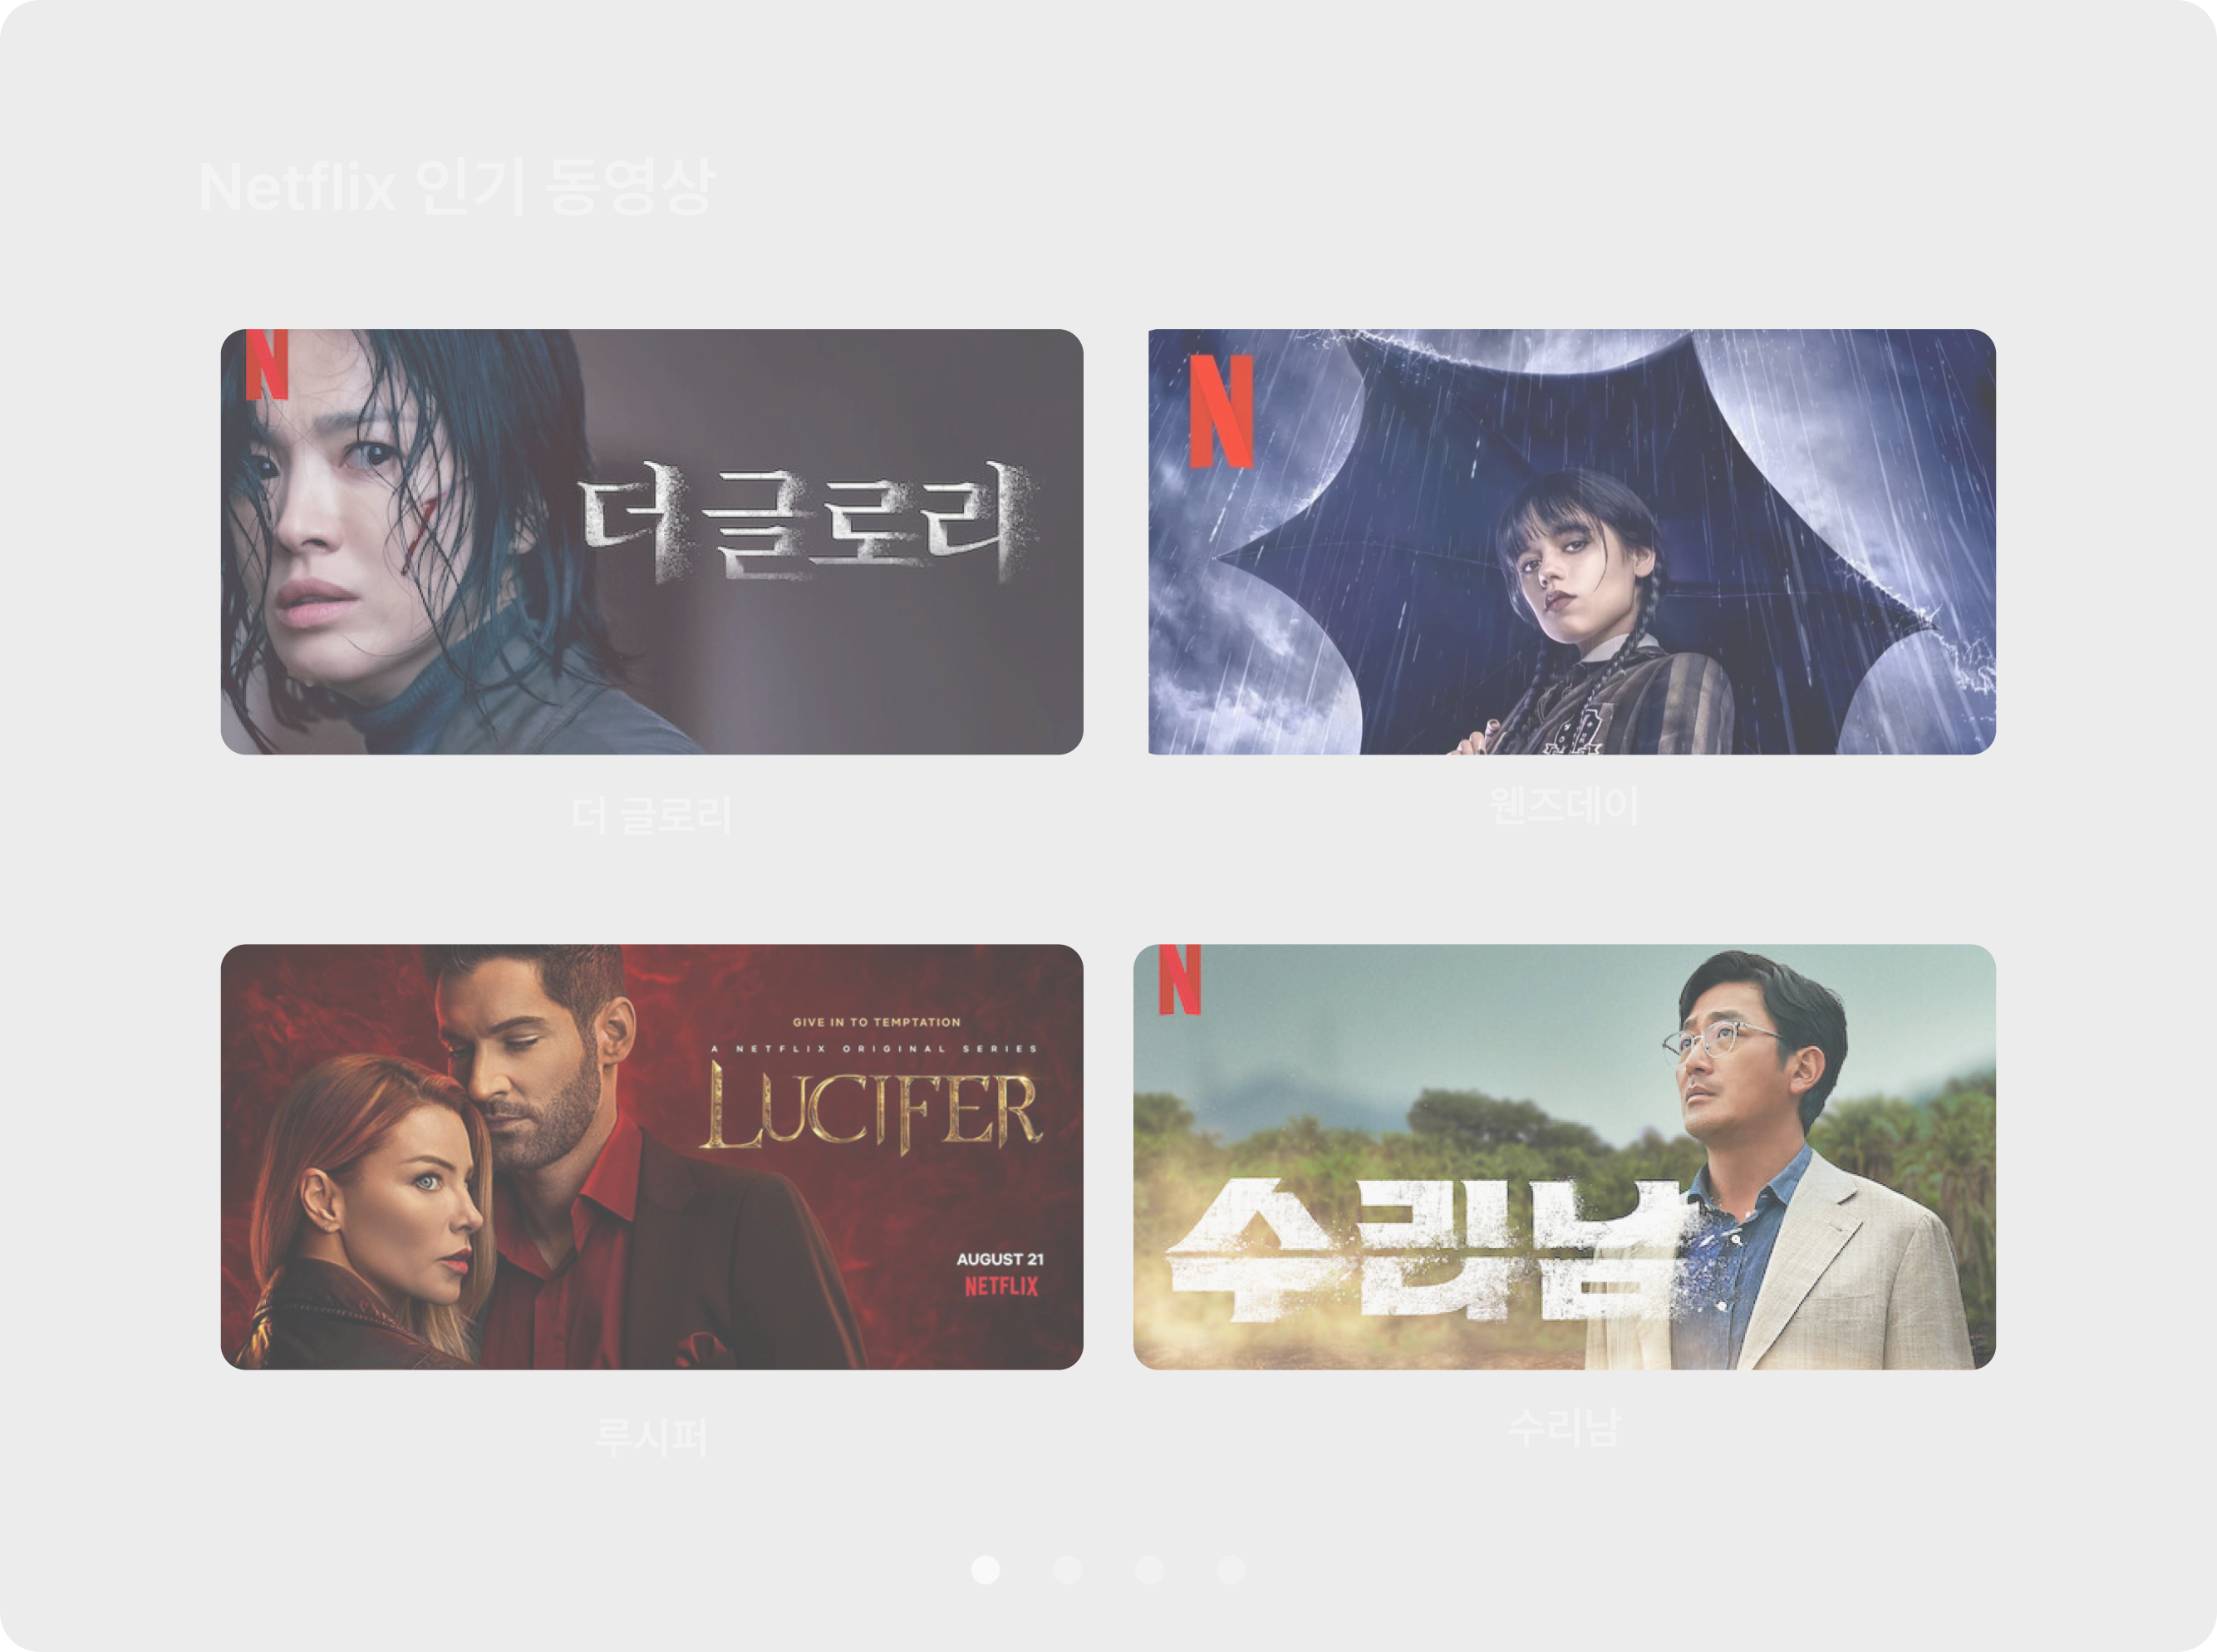 Netflix 인기 동영상
N
더 글로리
N
더 글로리
웬즈데이
GIVE IN TO TEMPTATION
A NETFLIX ORIGINAL SERIES
LUCIFER
AUGUST 21
NETFLIX
N
수리남
루시퍼
수리남